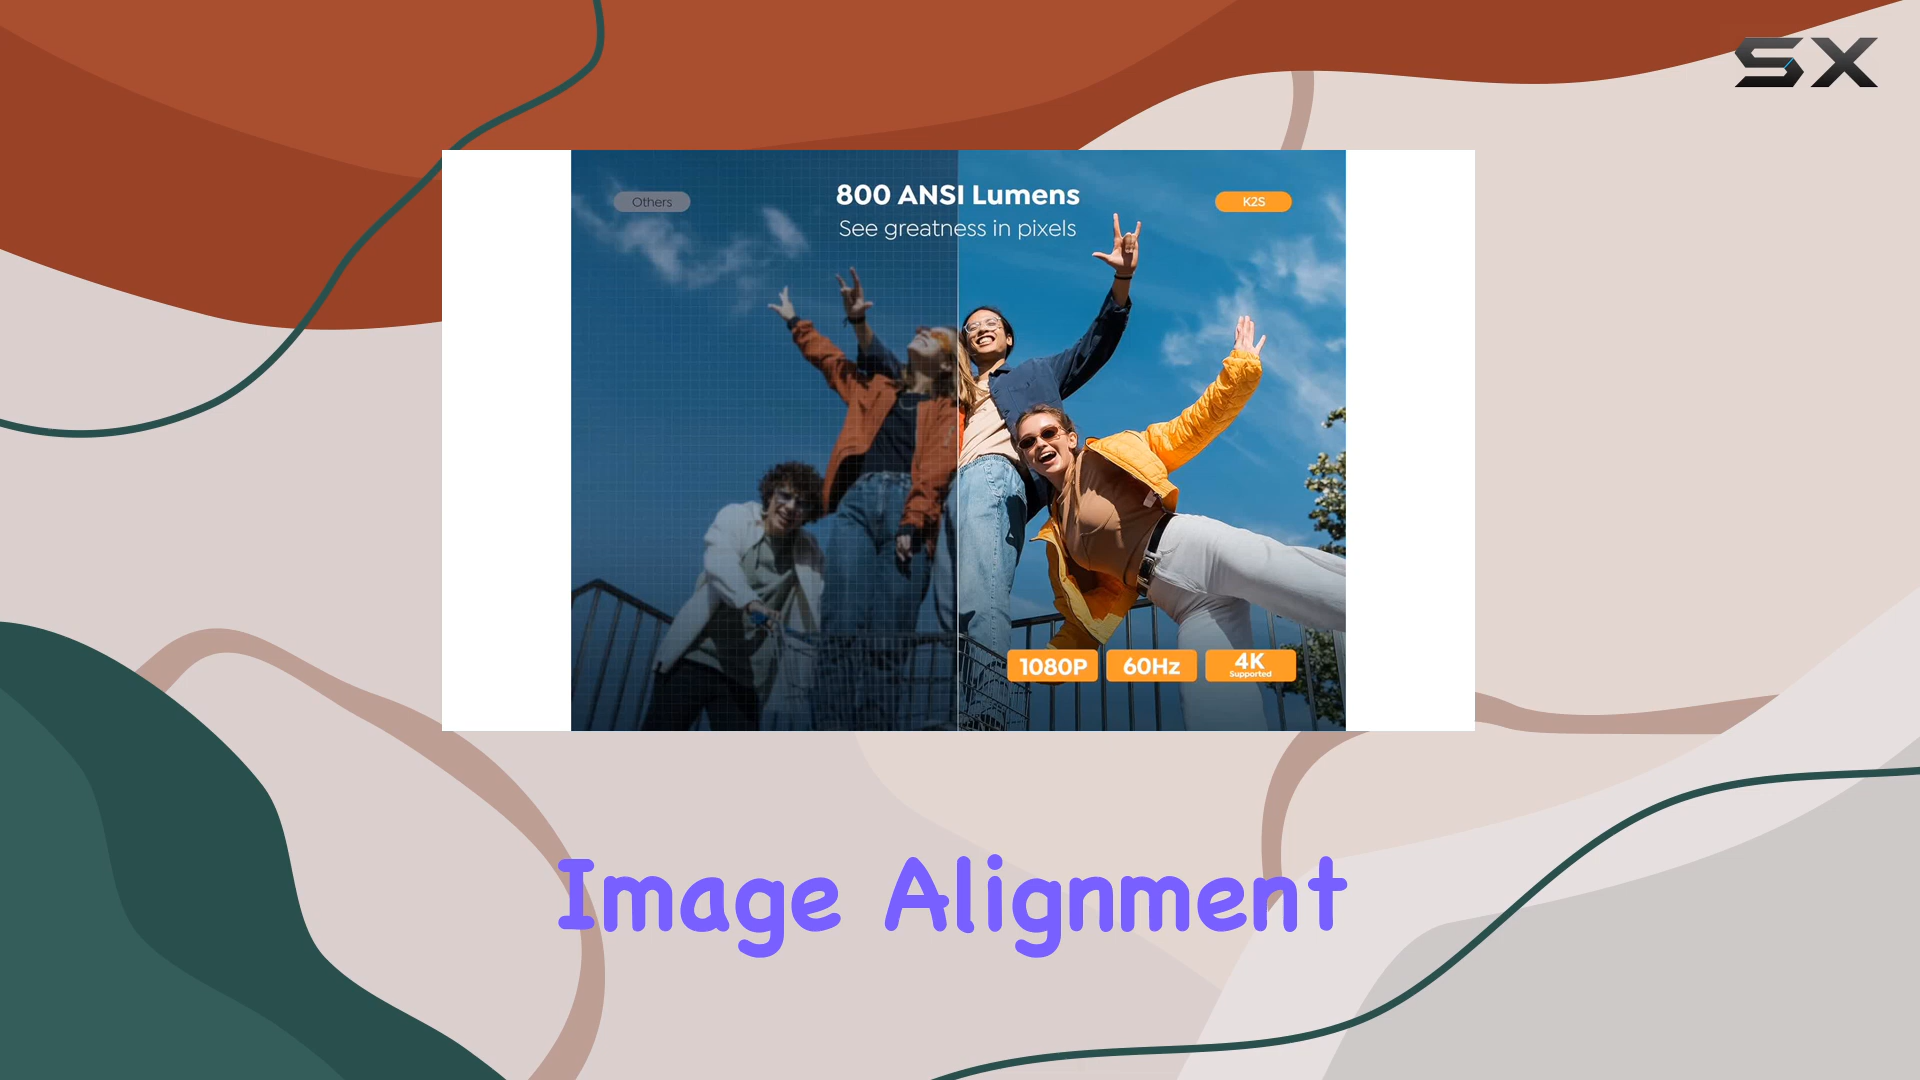 SX
Others
800 ANSI Lumens
K2S
See greatness in pixels
1080P
60Hz
4K
Supported
Image Alignment